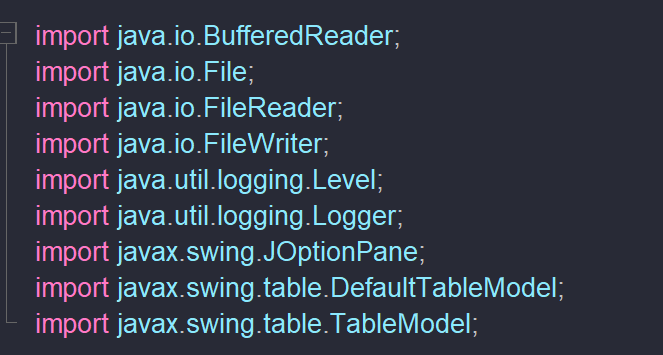 import java.io.BufferedReader;
import java.io.File;
import java.io.FileReader;
import java.io.FileWriter;
import java.util.logging.Level;
import java.util.logging.Logger;
import javax.swing.JOptionPane;
import javax.swing.table.DefaultTableModel;
import javax.swing.table.TableModel;